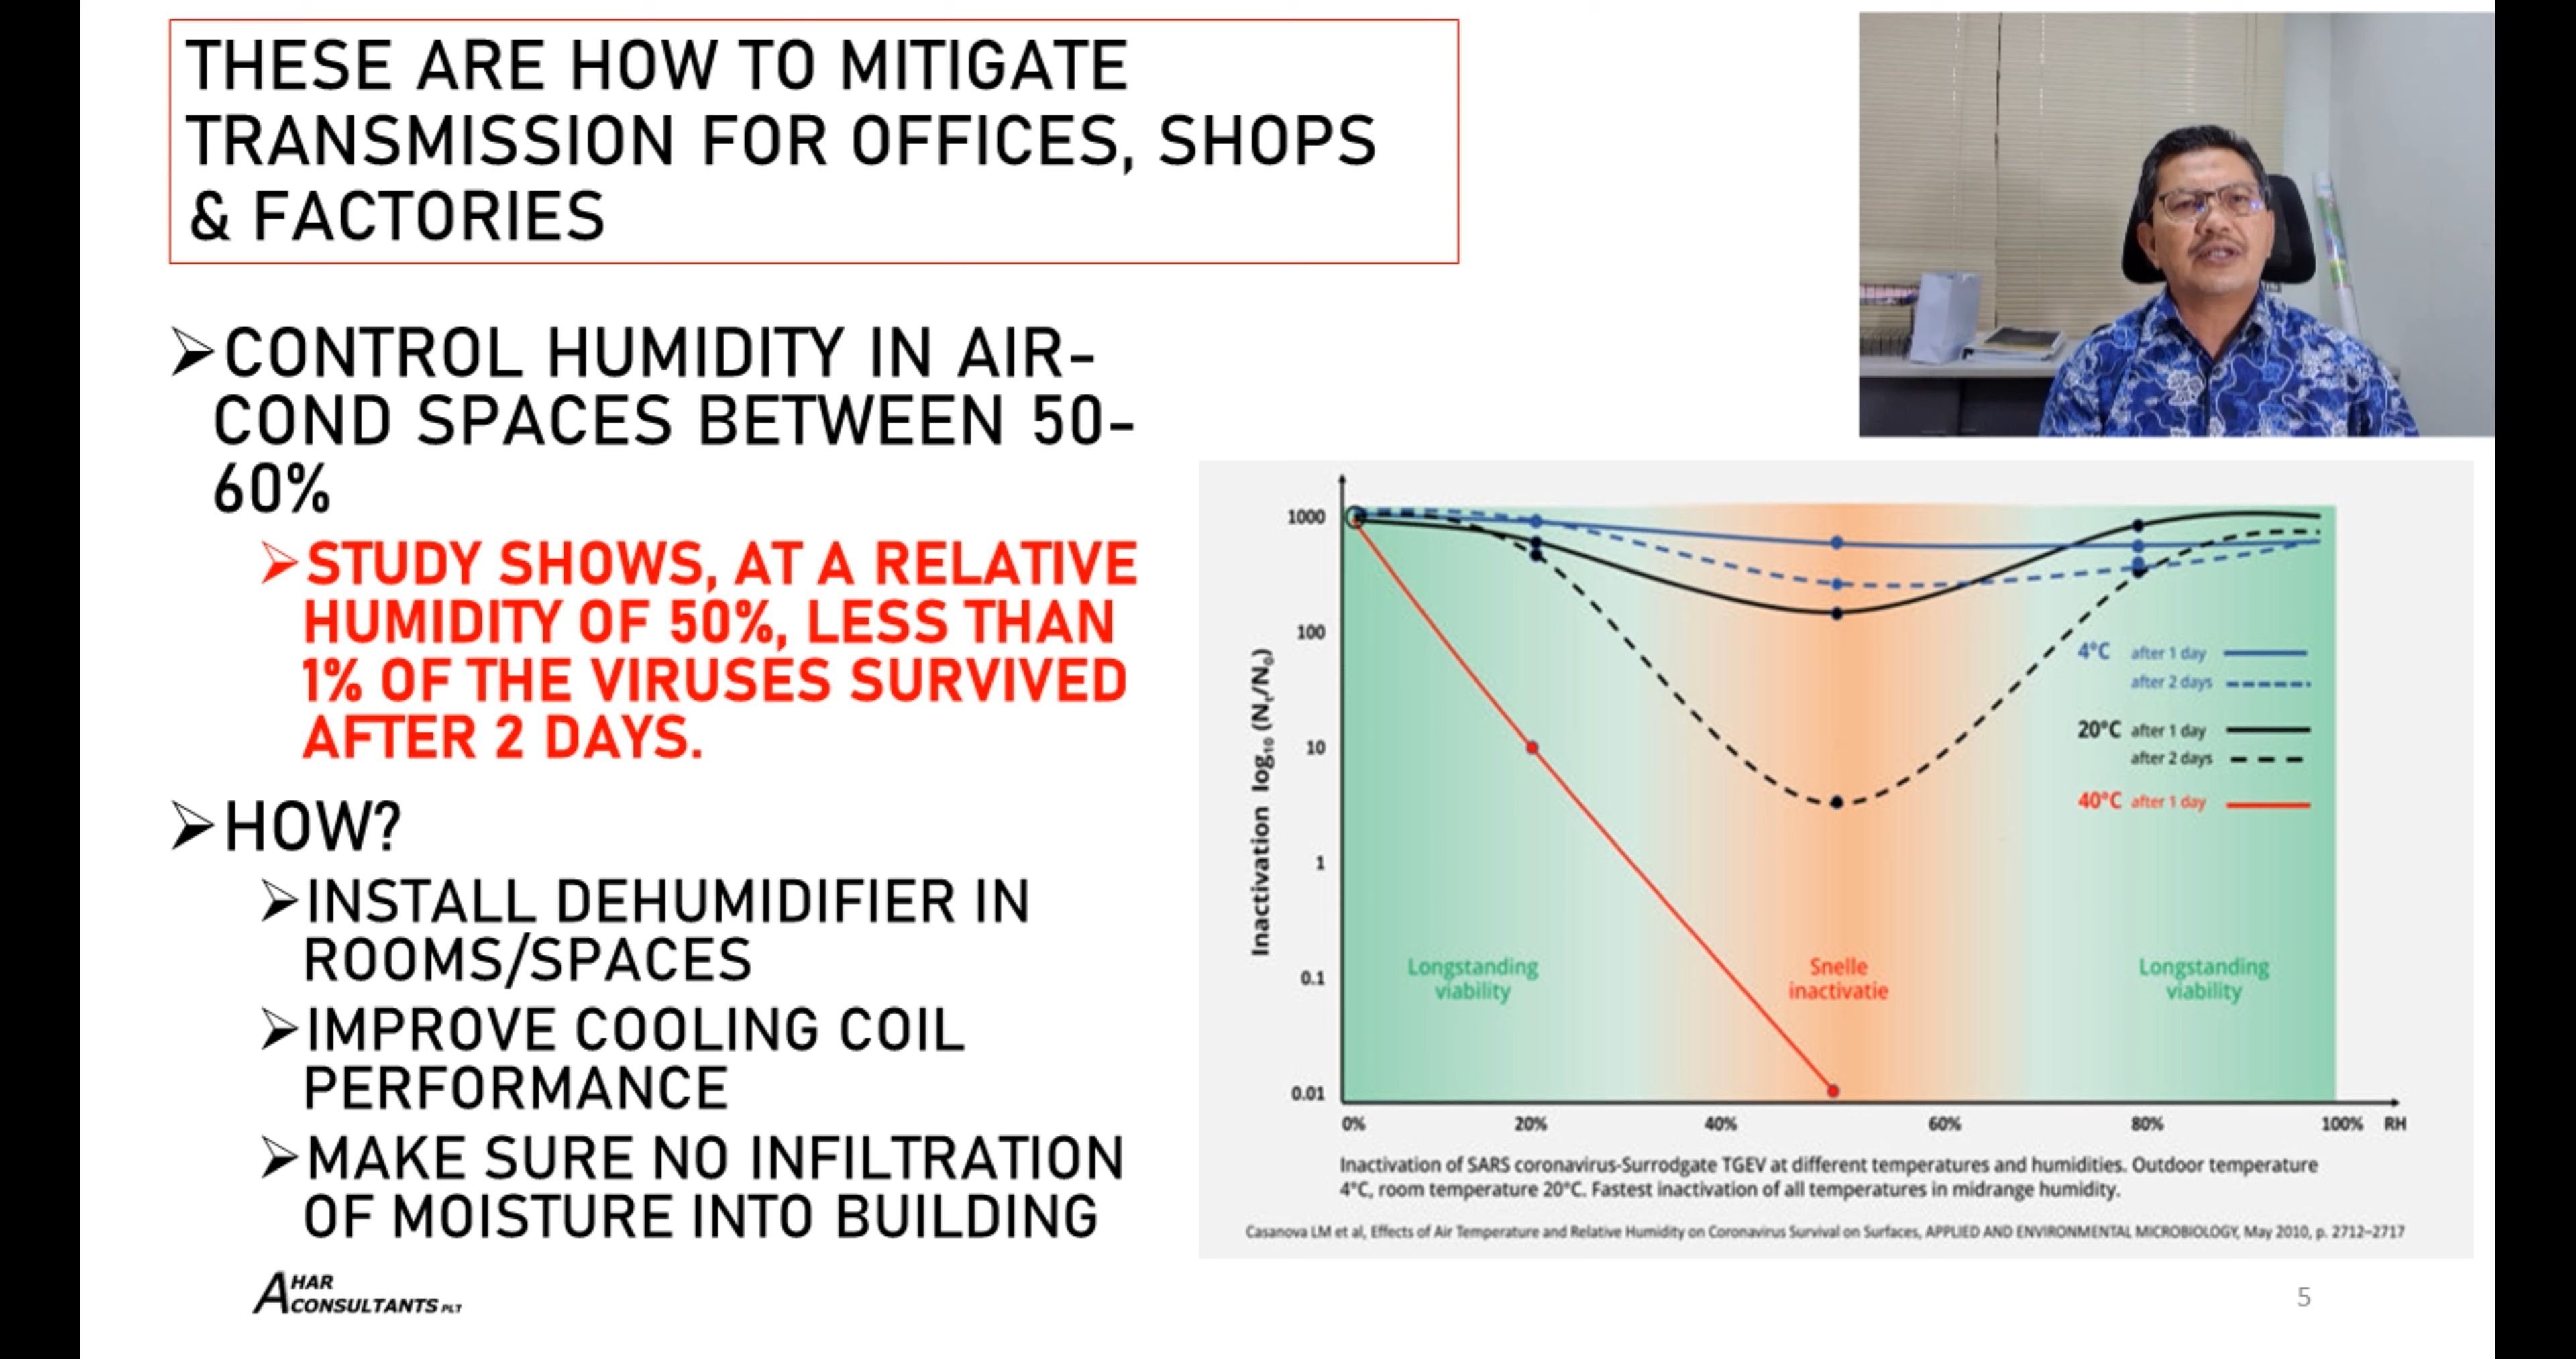 THESE ARE HOW TO MITIGATE
TRANSMISSION FOR OFFICES, SHOPS
& FACTORIES
➢CONTROL HUMIDITY IN AIR-
COND SPACES BETWEEN 50-
60%
➢STUDY SHOWS, AT A RELATIVE
HUMIDITY OF 50%, LESS THAN
1% OF THE VIRUSES SURVIVED
AFTER 2 DAYS.
➢HOW?
➢INSTALL DEHUMIDIFIER IN
ROOMS/SPACES
➢IMPROVE COOLING COIL
PERFORMANCE
➢MAKE SURE NO INFILTRATION
OF MOISTURE INTO BUILDING
AHAR
CONSULTANTS PLT
Inactivation log₁₀ (Nt/N₀)
1000
100
10
1
0.1
0.01
4°C after 1 day
after 2 days
20°C after 1 day
after 2 days
40°C after 1 day
Longstanding
viability
Snelle
inactivatie
Longstanding
viability
0% 20% 40% 60% 80% 100% RH
Inactivation of SARS coronavirus-Surrodgate TGEV at different temperatures and humidities. Outdoor temperature
4°C, room temperature 20°C. Fastest inactivation of all temperatures in midrange humidity.
Casanova LM et al, Effects of Air Temperature and Relative Humidity on Coronavirus Survival on Surfaces, APPLIED AND ENVIRONMENTAL MICROBIOLOGY, May 2010, p. 2712–2717
5